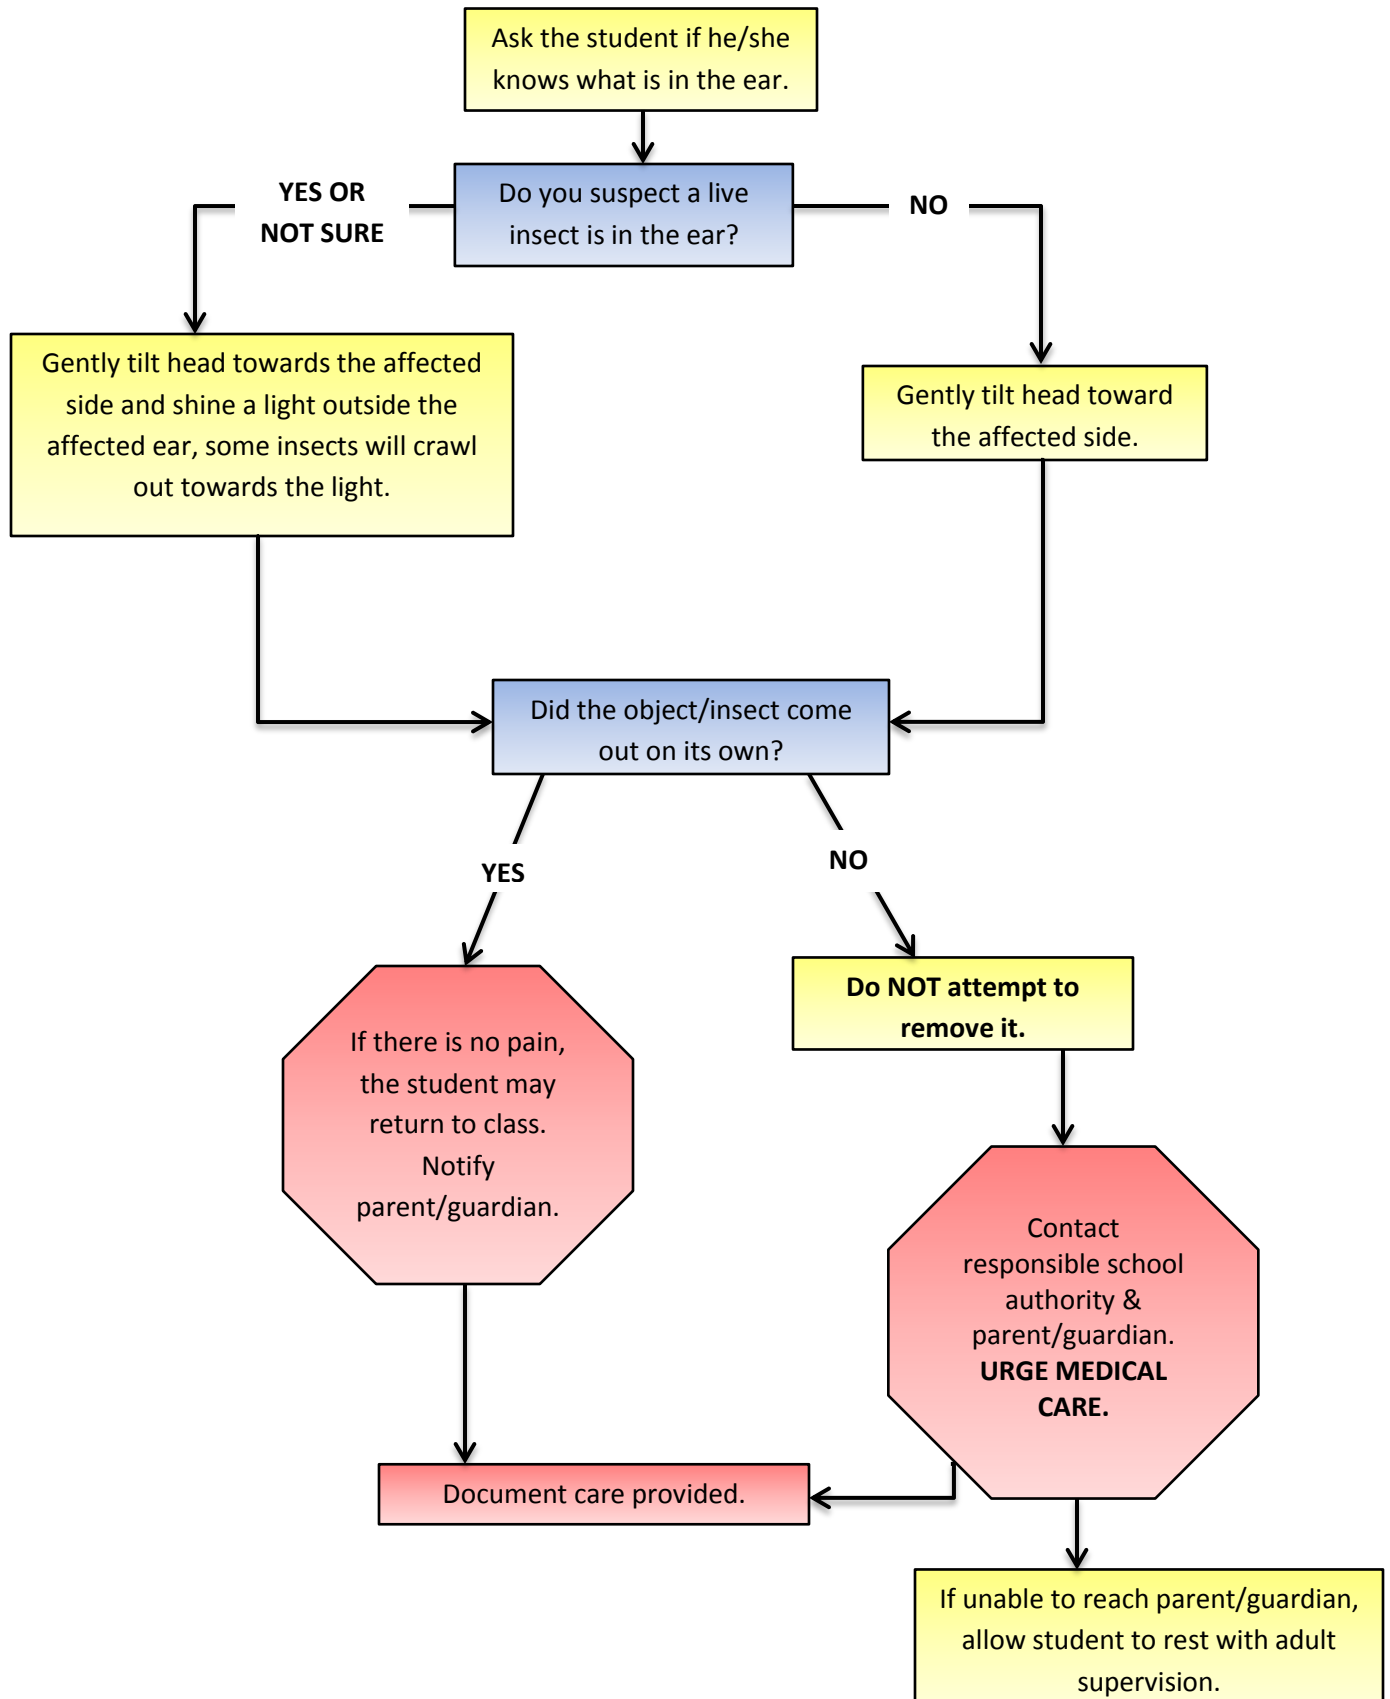 Ask the student if he/she
knows what is in the ear.
Do you suspect a live
insect is in the ear?
YES OR
NOT SURE
NO
Gently tilt head towards the affected
side and shine a light outside the
affected ear, some insects will crawl
out towards the light.
Gently tilt head toward
the affected side.
Did the object/insect come
out on its own?
YES
NO
If there is no pain,
the student may
return to class.
Notify
parent/guardian.
Do NOT attempt to
remove it.
Contact
responsible school
authority &
parent/guardian.
URGE MEDICAL
CARE.
Document care provided.
If unable to reach parent/guardian,
allow student to rest with adult
supervision.